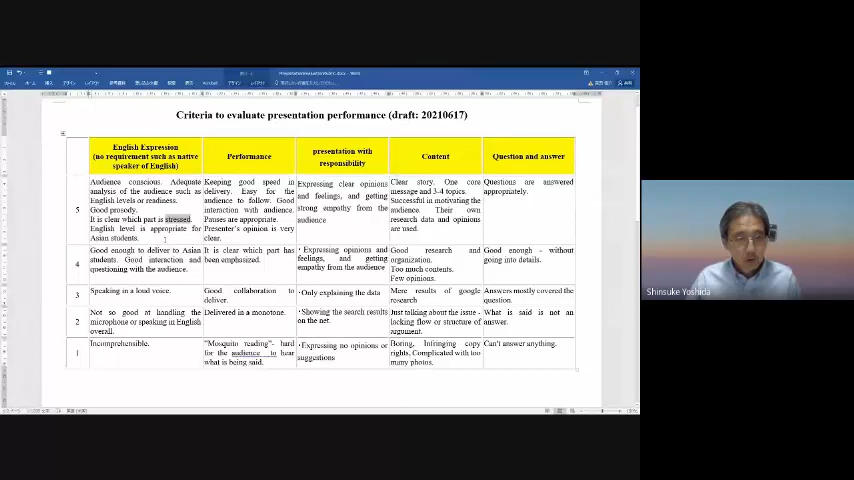 PresentationEvaluationRubric.docx - Word
Acrobat
Criteria to evaluate presentation performance (draft: 20210617)
English Expression
(no requirement such as native
speaker of English)
Performance
presentation with
responsibility
Content
Question and answer
5
Audience conscious. Adequate
analysis of the audience such as
English levels or readiness.
Good prosody.
It is clear which part is stressed.
English level is appropriate for
Asian students.
Keeping good speed in
delivery. Easy for the
audience to follow. Good
interaction with audience.
Pauses are appropriate.
Presenter's opinion is very
clear.
Expressing clear opinions
and feelings, and getting
strong empathy from the
audience
Clear story. One core
message and 3-4 topics.
Successful in motivating the
audience. Their own
research data and opinions
are used.
Questions are answered
appropriately.
4
Good enough to deliver to Asian
students. Good interaction and
questioning with the audience.
It is clear which part has
been emphasized.
・Expressing opinions and
feelings, and getting
empathy from the audience
Good research and
organization.
Too much contents.
Few opinions.
Good enough - without
going into details.
3
Speaking in a loud voice.
Good collaboration to
deliver.
・Only explaining the data
Mere results of google
research
Answers mostly covered the
question.
2
Not so good at handling the
microphone or speaking in English
overall.
Delivered in a monotone.
・Showing the search results
on the net.
Just talking about the issue -
lacking flow or structure of
argument.
What is said is not an
answer.
1
Incomprehensible.
"Mosquito reading"- hard
for the audience to hear
what is being said.
・Expressing no opinions or
suggestions
Boring, Infringing copy
rights, Complicated with too
many photos.
Can't answer anything.
Shinsuke Yoshida